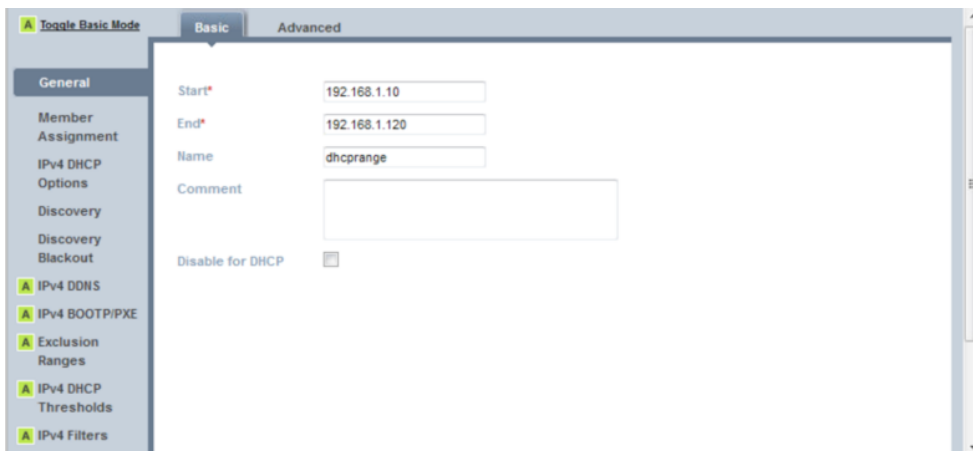 A Toggle Basic Mode
Basic
Advanced
General
Member
Assignment
IPv4 DHCP
Options
Discovery
Discovery
Blackout
A IPv4 DDNS
A IPv4 BOOTP/PXE
A Exclusion
Ranges
A IPv4 DHCP
Thresholds
A IPv4 Filters
Start* 192.168.1.10
End* 192.168.1.120
Name dhcprange
Comment
Disable for DHCP